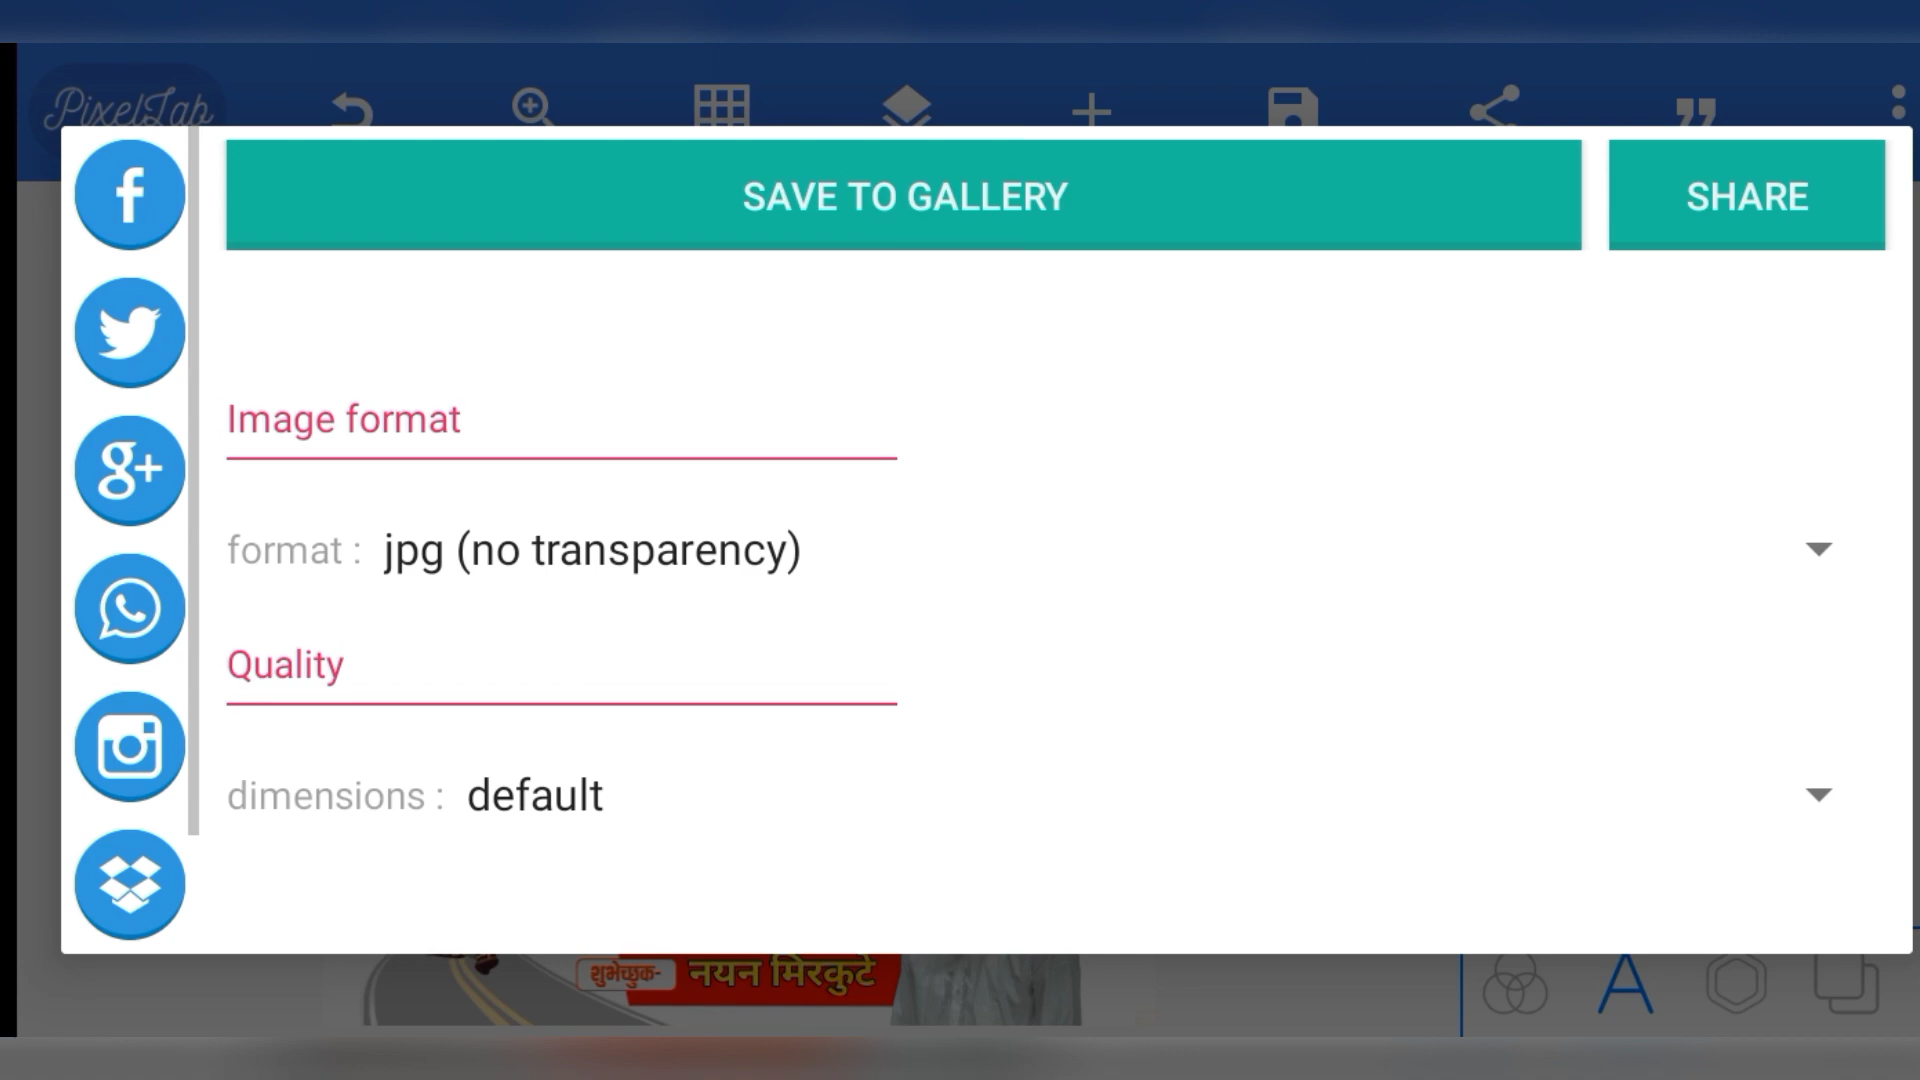 PixelLab
SAVE TO GALLERY
SHARE
Image format
format : jpg (no transparency)
Quality
dimensions : default
शुभेच्छुक-
नयन मिरकुटे